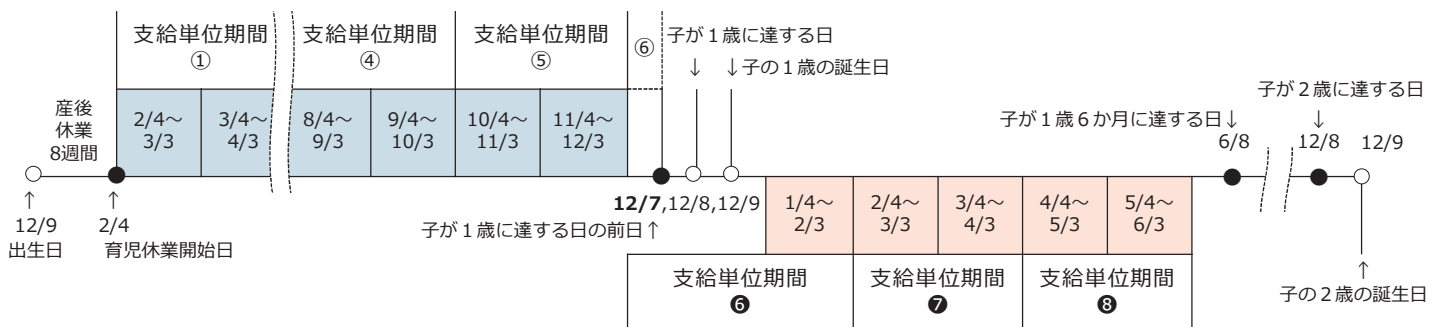 支給単位期間
①
支給単位期間
④
支給単位期間
⑤
⑥
子が１歳に達する日
↓
↓子の１歳の誕生日
産後
休業
8週間
2/4～
3/3
3/4～
4/3
8/4～
9/3
9/4～
10/3
10/4～
11/3
11/4～
12/3
子が２歳に達する日
↓
子が１歳６か月に達する日↓
6/8
12/8
12/9
↑
12/9
出生日
↑
2/4
育児休業開始日
12/7,12/8,12/9
子が１歳に達する日の前日↑
1/4～
2/3
2/4～
3/3
3/4～
4/3
4/4～
5/3
5/4～
6/3
支給単位期間
❻
支給単位期間
❼
支給単位期間
❽
↑
子の２歳の誕生日